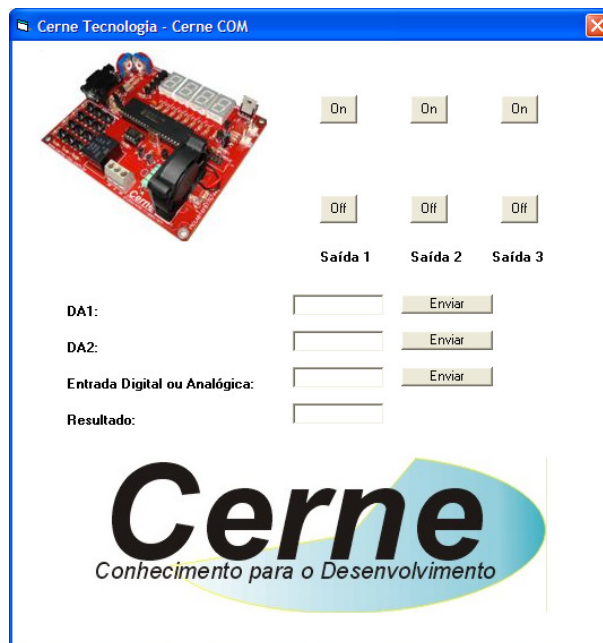 Cerne Tecnologia - Cerne COM
On On On
Off Off Off
Saída 1 Saída 2 Saída 3
DA1: Enviar
DA2: Enviar
Entrada Digital ou Analógica: Enviar
Resultado:
Cerne
Cerne
Conhecimento para o Desenvolvimento